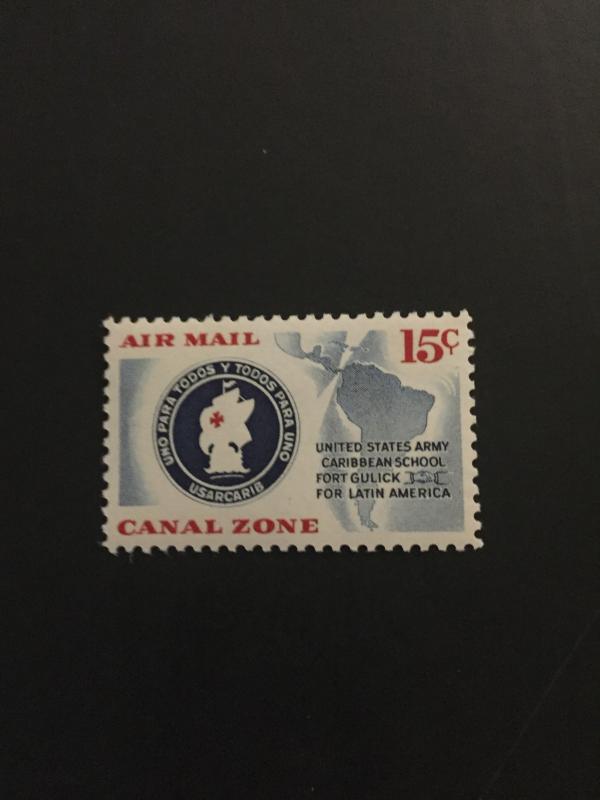 AIR MAIL
15¢
UNO PARA TODOS Y TODOS PARA UNO
USARCARIB
UNITED STATES ARMY
CARIBBEAN SCHOOL
FORT GULICK
FOR LATIN AMERICA
CANAL ZONE